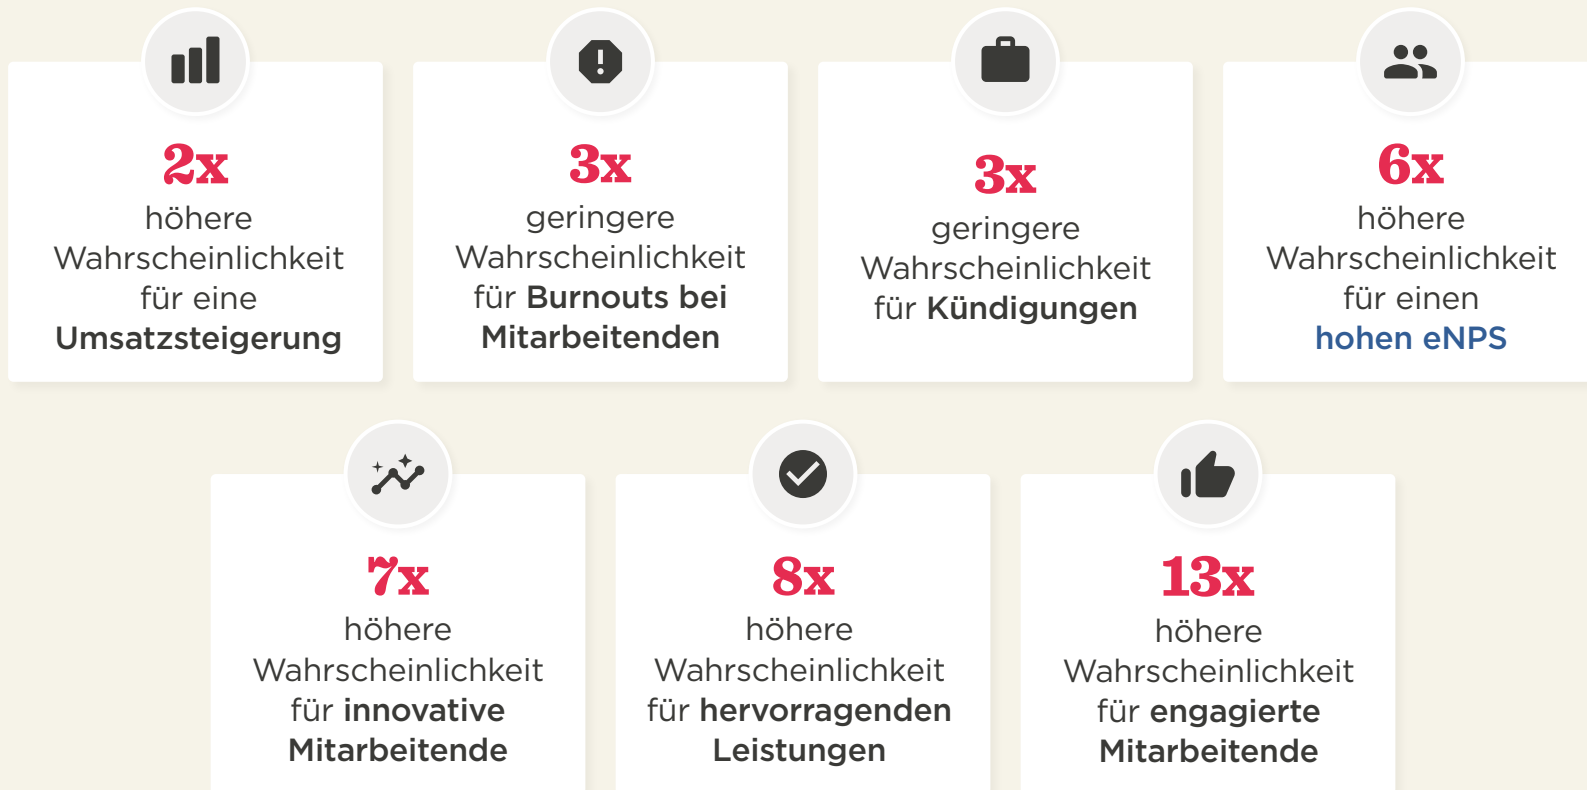 2x
höhere
Wahrscheinlichkeit
für eine
Umsatzsteigerung
3x
geringere
Wahrscheinlichkeit
für Burnouts bei
Mitarbeitenden
3x
geringere
Wahrscheinlichkeit
für Kündigungen
6x
höhere
Wahrscheinlichkeit
für einen
hohen eNPS
7x
höhere
Wahrscheinlichkeit
für innovative
Mitarbeitende
8x
höhere
Wahrscheinlichkeit
für hervorragenden
Leistungen
13x
höhere
Wahrscheinlichkeit
für engagierte
Mitarbeitende